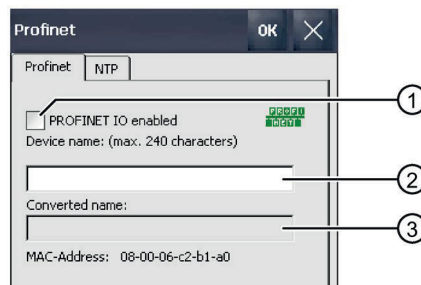 Profinet OK
Profinet NTP
PROFINET IO enabled
PROFI
NET
1
Device name: (max. 240 characters)
2
Converted name:
3
MAC-Address: 08-00-06-c2-b1-a0